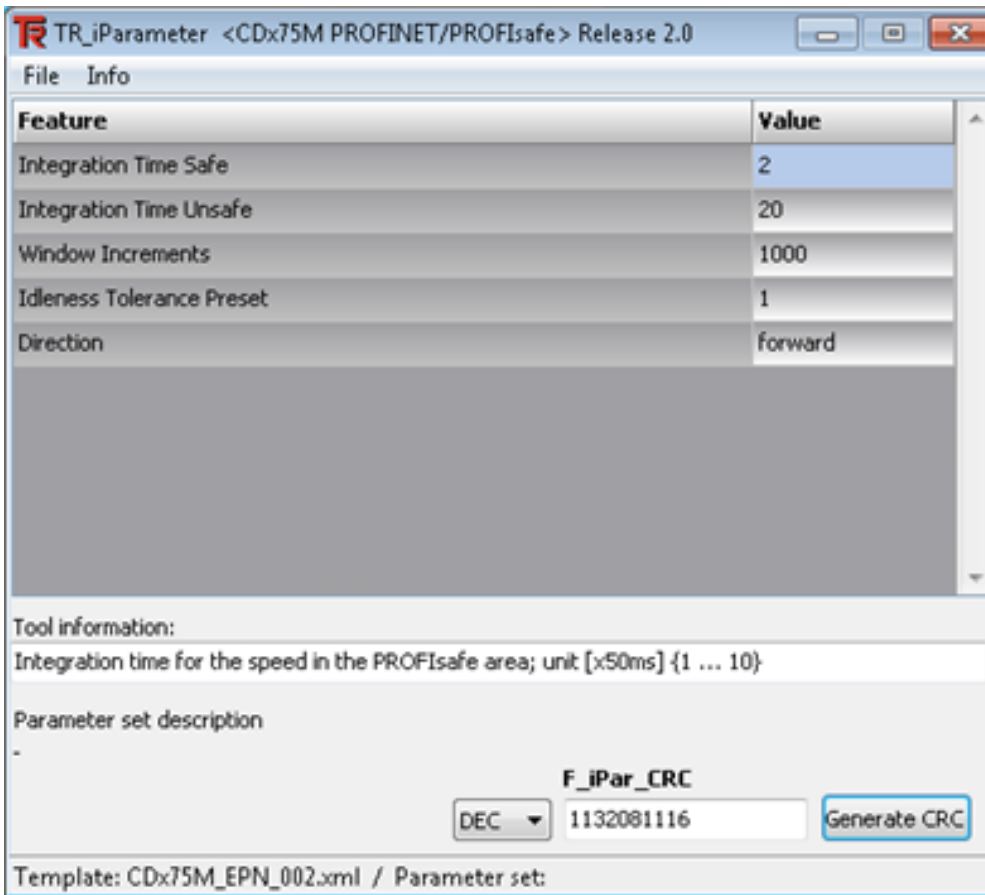 TR TR_iParameter <CDx75M PROFINET/PROFIsafe> Release 2.0
File Info
Feature Value
Integration Time Safe 2
Integration Time Unsafe 20
Window Increments 1000
Idleness Tolerance Preset 1
Direction forward
Tool information:
Integration time for the speed in the PROFIsafe area; unit [x50ms] {1 ... 10}
Parameter set description
-
F_iPar_CRC
DEC 1132081116 Generate CRC
Template: CDx75M_EPN_002.xml / Parameter set: